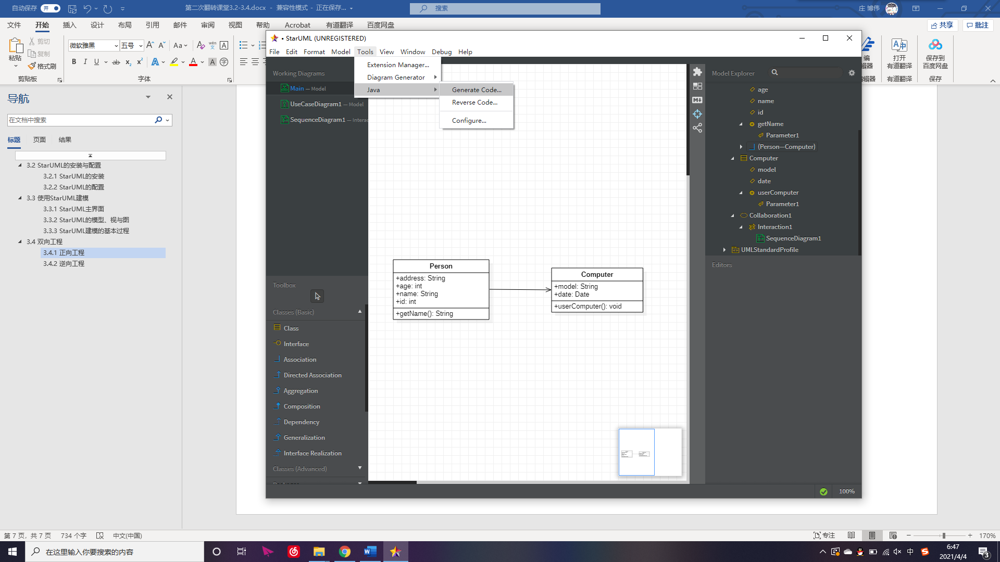 自动保存 开
第二次翻转课堂3.2-3.4.docx - 兼容性模式 - 正在保存...
搜索
庄 博伟
文件 开始 插入 设计 布局 引用 邮件 审阅 视图 帮助 Acrobat 有道翻译 百度网盘
共享 批注
粘贴
剪切
复制
格式刷
剪贴板
微软雅黑 五号
字体
打开
有道翻译
有道翻译
保存到
百度网盘
保存
导航
在文档中搜索
标题 页面 结果
3.2 StarUML的安装与配置
3.2.1 StarUML的安装
3.2.2 StarUML的配置
3.3 使用StarUML建模
3.3.1 StarUML主界面
3.3.2 StarUML的模型、视与图
3.3.3 StarUML建模的基本过程
3.4 双向工程
3.4.1 正向工程
3.4.2 逆向工程
• StarUML (UNREGISTERED)
File Edit Format Model Tools View Window Debug Help
Extension Manager...
Diagram Generator
Java
Generate Code...
Reverse Code...
Configure...
Working Diagrams
Main — Model
UseCaseDiagram1 — Model
SequenceDiagram1 — Interac
Toolbox
Classes (Basic)
Class
Interface
Association
Directed Association
Aggregation
Composition
Dependency
Generalization
Interface Realization
Classes (Advanced)
Person
+address: String
+age: int
+name: String
+id: int
+getName(): String
Computer
+model: String
+date: Date
+userComputer(): void
Model Explorer
age
name
id
getName
Parameter1
(Person—Computer)
Computer
model
date
userComputer
Parameter1
Collaboration1
Interaction1
SequenceDiagram1
UMLStandardProfile
Editors
100%
第 7 页，共 7 页 734 个字 中文(中国)
专注
170%
在这里输入你要搜索的内容
中
6:47
2021/4/4
3